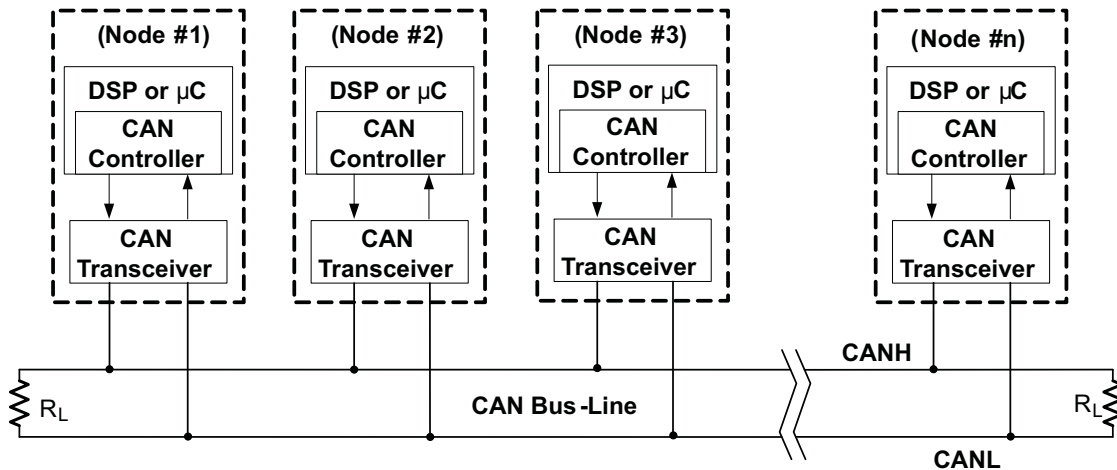 (Node #1)
DSP or µC
CAN
Controller
CAN
Transceiver
(Node #2)
DSP or µC
CAN
Controller
CAN
Transceiver
(Node #3)
DSP or µC
CAN
Controller
CAN
Transceiver
(Node #n)
DSP or µC
CAN
Controller
CAN
Transceiver
CANH
RL
CAN Bus-Line
RL
CANL